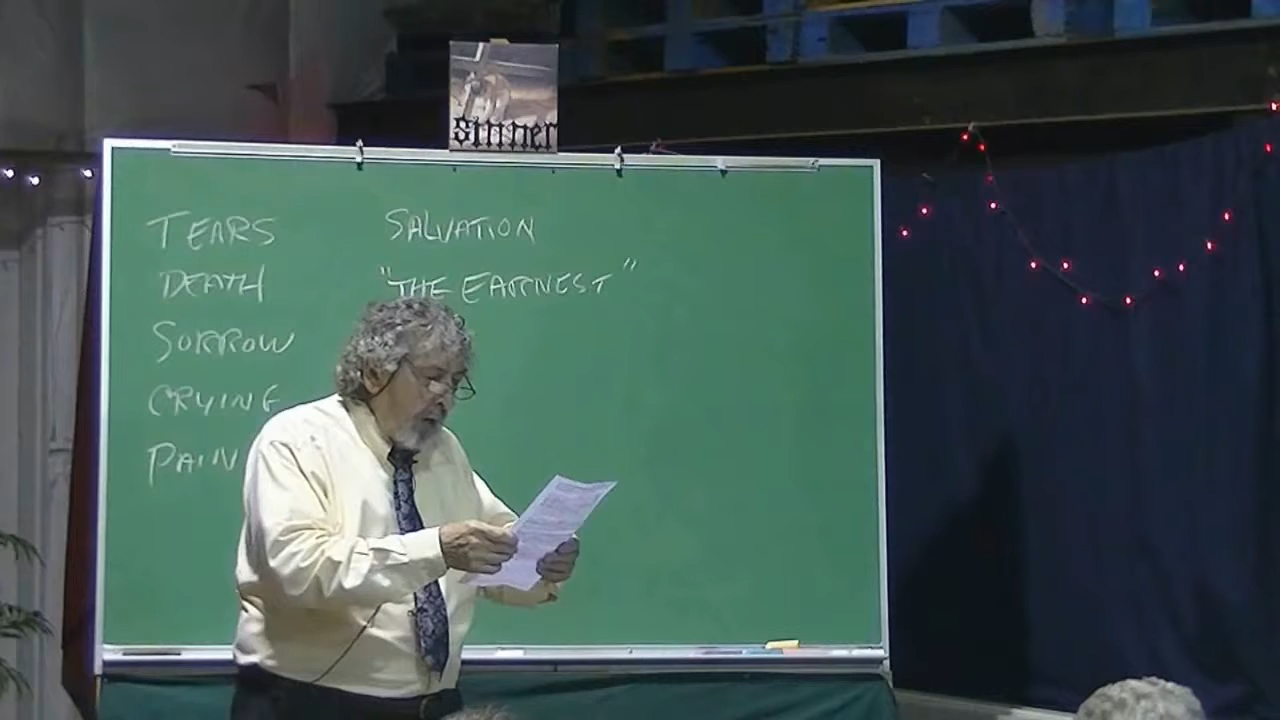 sinner
TEARS
DEATH
SORROW
CRYING
PAIN
SALVATION
"THE EARNEST"